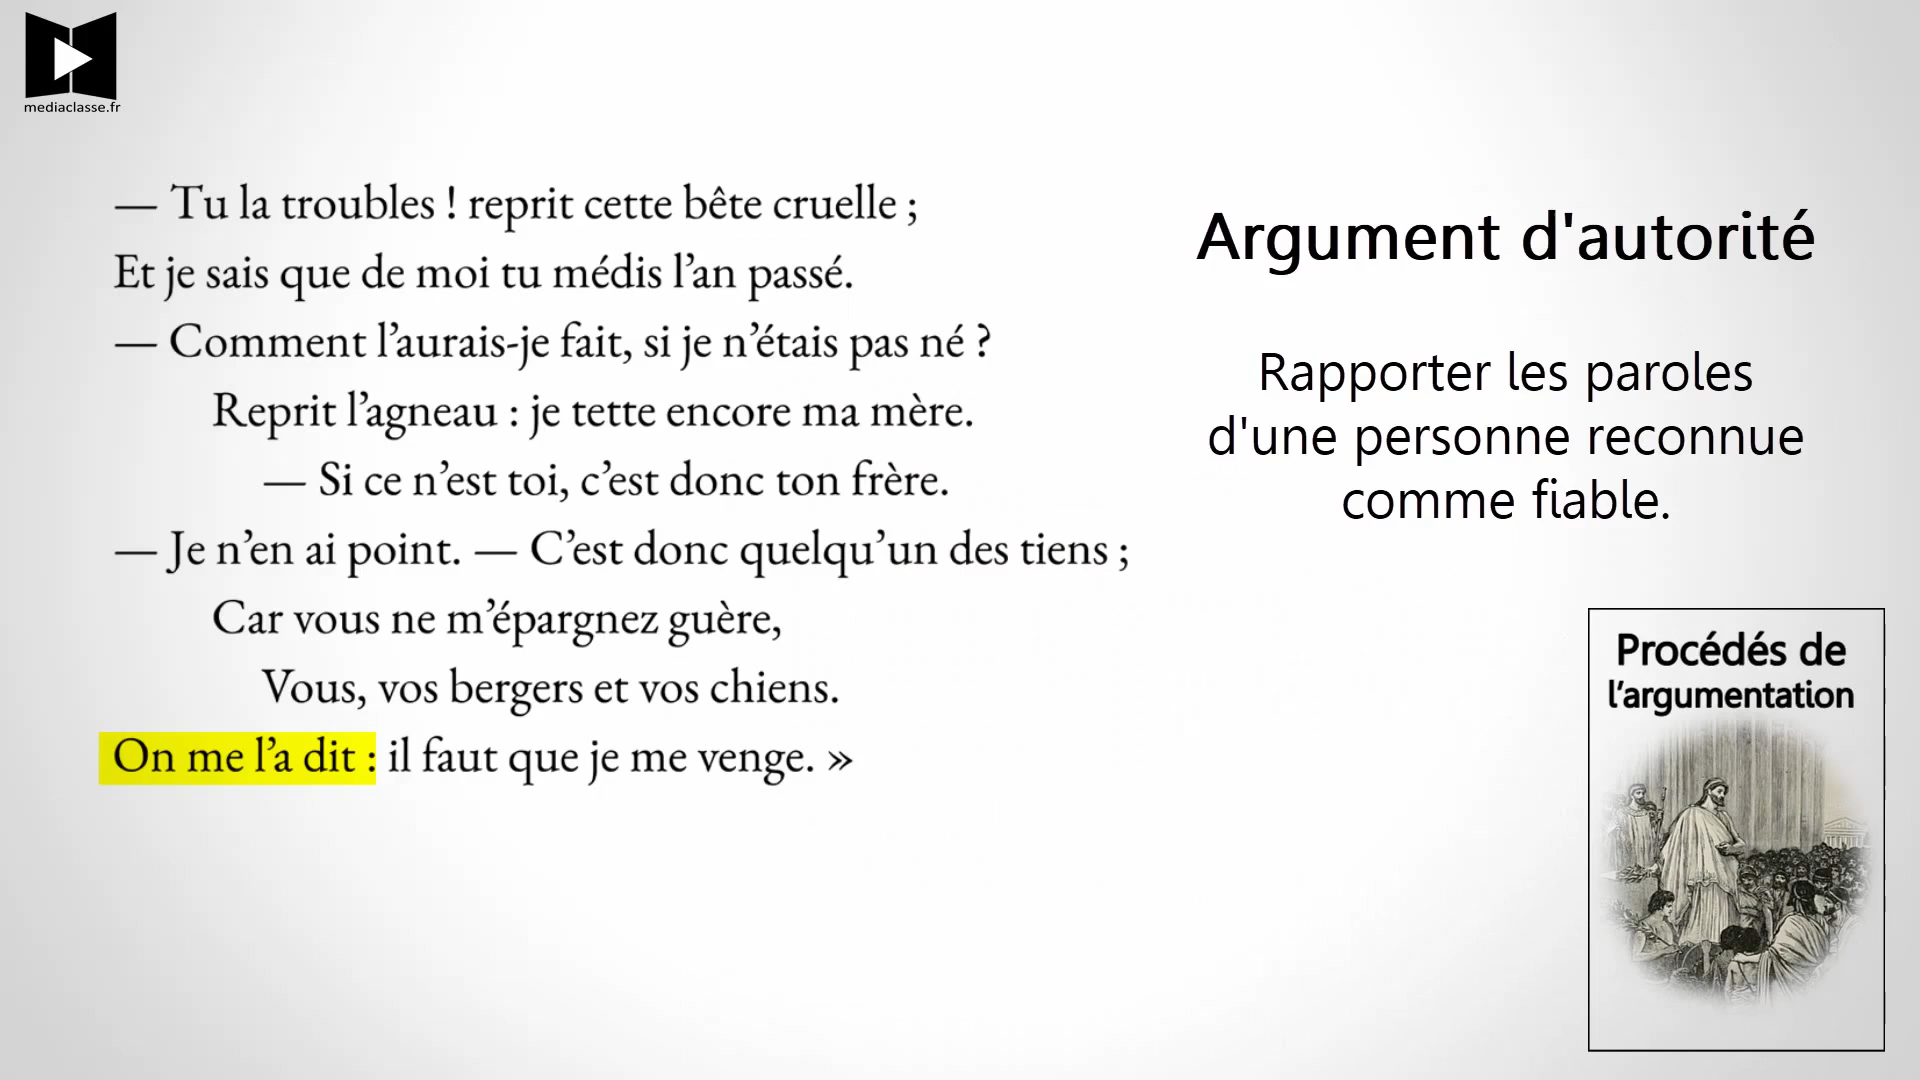 mediaclasse.fr
— Tu la troubles ! reprit cette bête cruelle ;
Et je sais que de moi tu médis l’an passé.
— Comment l’aurais-je fait, si je n’étais pas né ?
Reprit l’agneau : je tette encore ma mère.
— Si ce n’est toi, c’est donc ton frère.
— Je n’en ai point. — C’est donc quelqu’un des tiens ;
Car vous ne m’épargnez guère,
Vous, vos bergers et vos chiens.
On me l’a dit : il faut que je me venge. »
Argument d'autorité
Rapporter les paroles
d'une personne reconnue
comme fiable.
Procédés de
l’argumentation